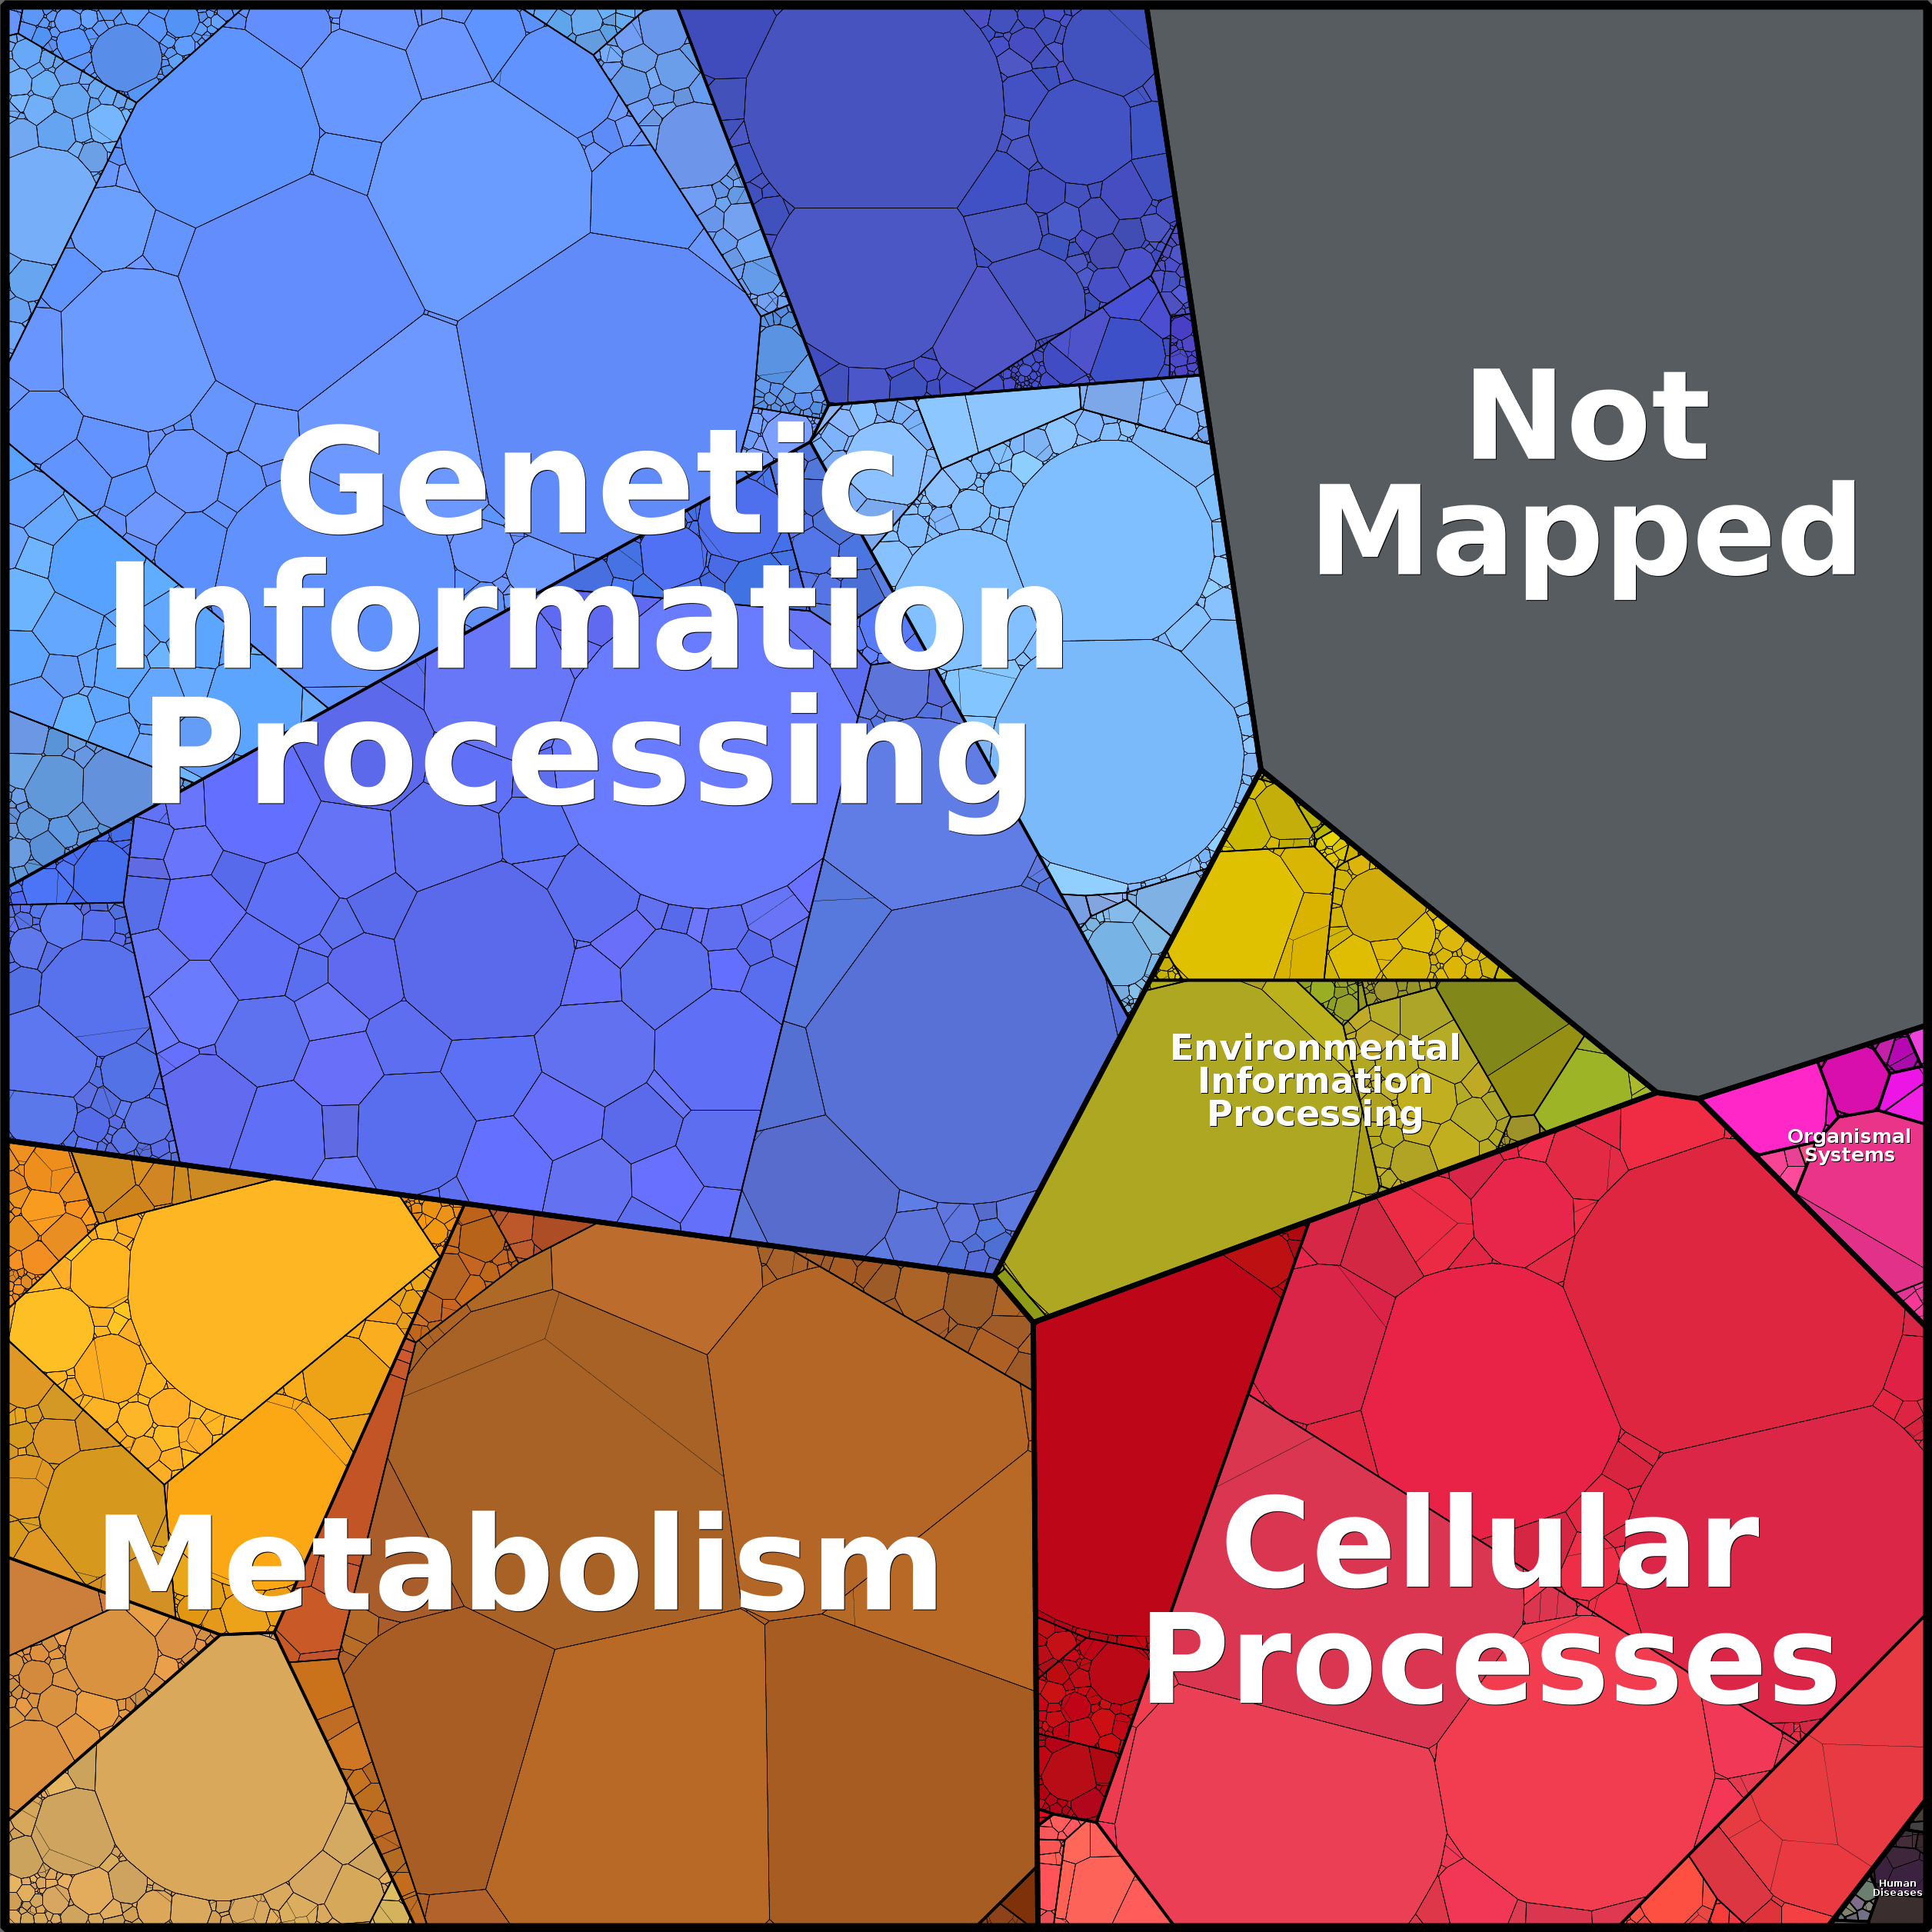 Genetic
Information
Processing
Not
Mapped
Environmental
Information
Processing
Organismal
Systems
Metabolism
Cellular
Processes
Human
Diseases